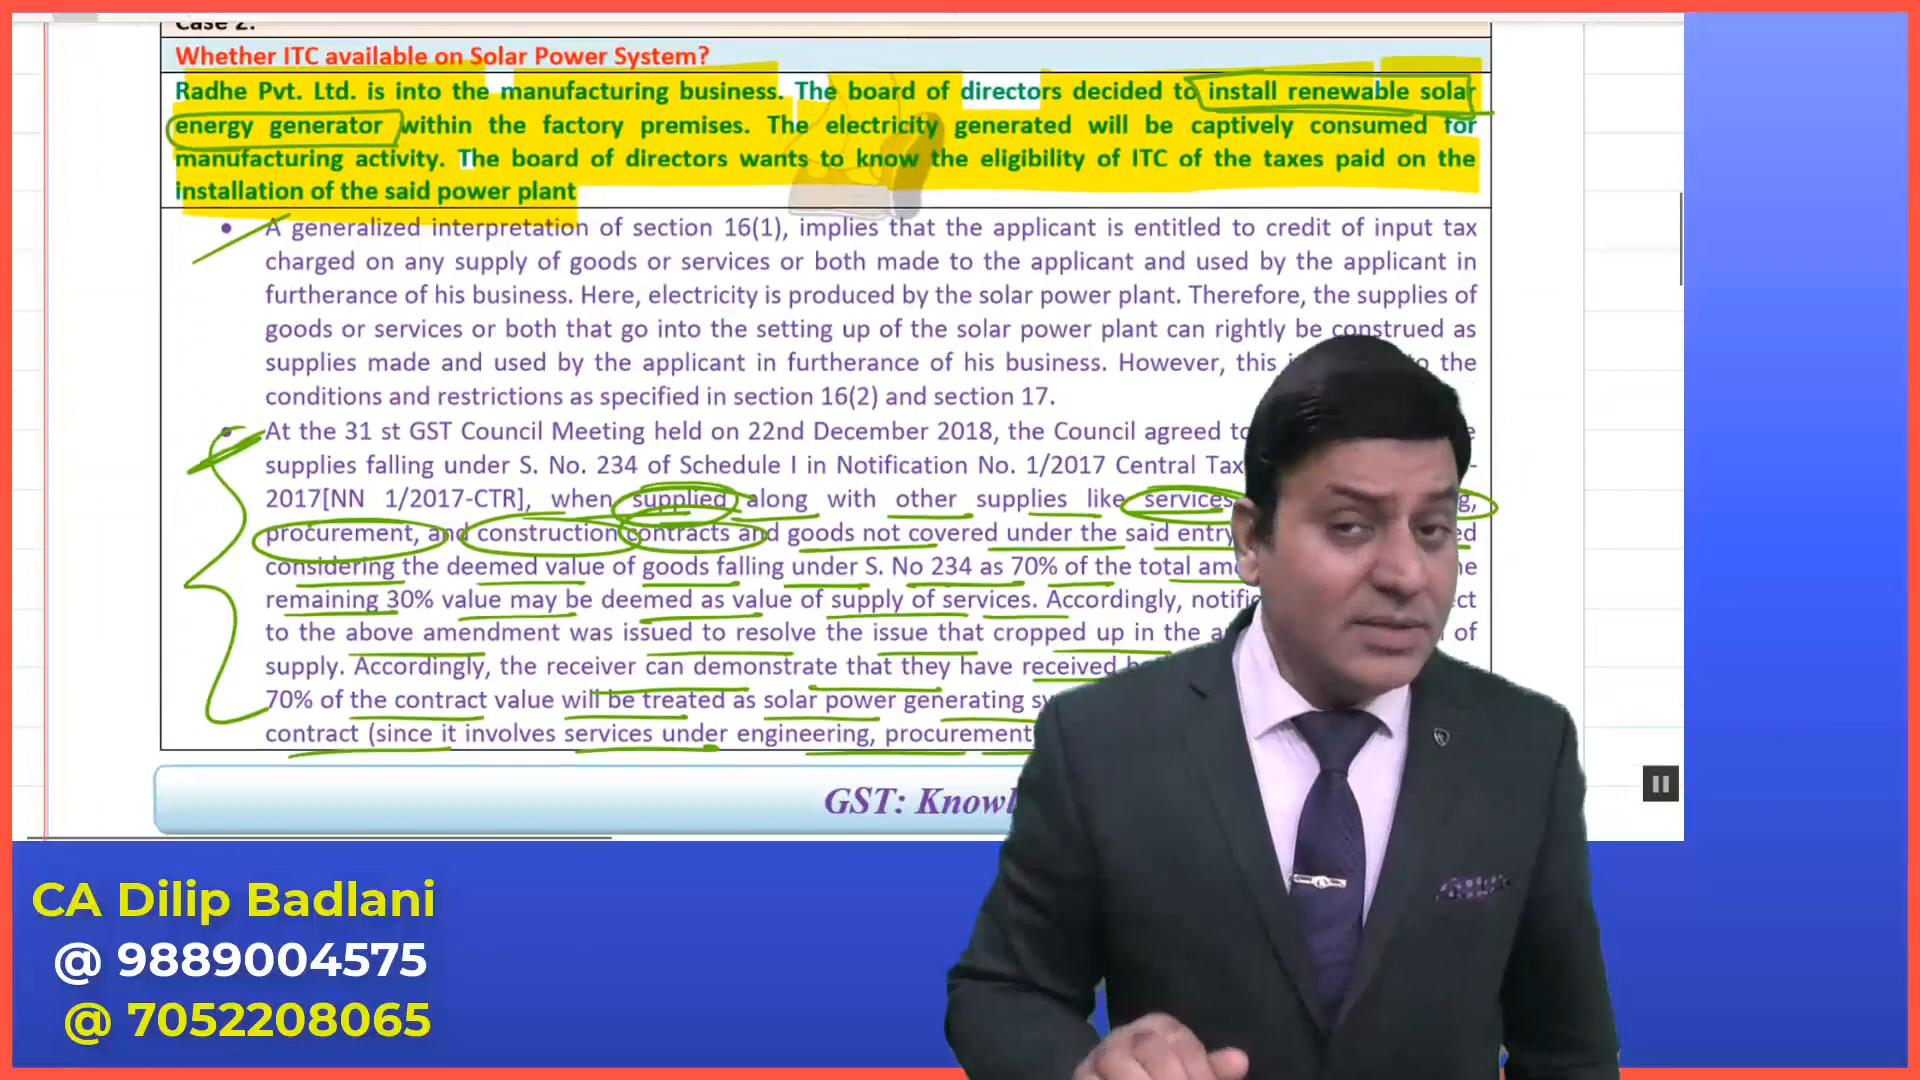 Case 2:
Whether ITC available on Solar Power System?
Radhe Pvt. Ltd. is into the manufacturing business. The board of directors decided to install renewable solar
energy generator within the factory premises. The electricity generated will be captively consumed for
manufacturing activity. The board of directors wants to know the eligibility of ITC of the taxes paid on the
installation of the said power plant
• A generalized interpretation of section 16(1), implies that the applicant is entitled to credit of input tax
charged on any supply of goods or services or both made to the applicant and used by the applicant in
furtherance of his business. Here, electricity is produced by the solar power plant. Therefore, the supplies of
goods or services or both that go into the setting up of the solar power plant can rightly be construed as
supplies made and used by the applicant in furtherance of his business. However, this the
conditions and restrictions as specified in section 16(2) and section 17.
• At the 31 st GST Council Meeting held on 22nd December 2018, the Council agreed to
supplies falling under S. No. 234 of Schedule I in Notification No. 1/2017 Central Tax
2017[NN 1/2017-CTR], when supplied along with other supplies like services
procurement, and construction contracts and goods not covered under the said entry
considering the deemed value of goods falling under S. No 234 as 70% of the total
remaining 30% value may be deemed as value of supply of services. Accordingly,
to the above amendment was issued to resolve the issue that cropped up in the of
supply. Accordingly, the receiver can demonstrate that they have received
70% of the contract value will be treated as solar power generating
contract (since it involves services under engineering, procurement
GST:
CA Dilip Badlani
@ 9889004575
@ 7052208065